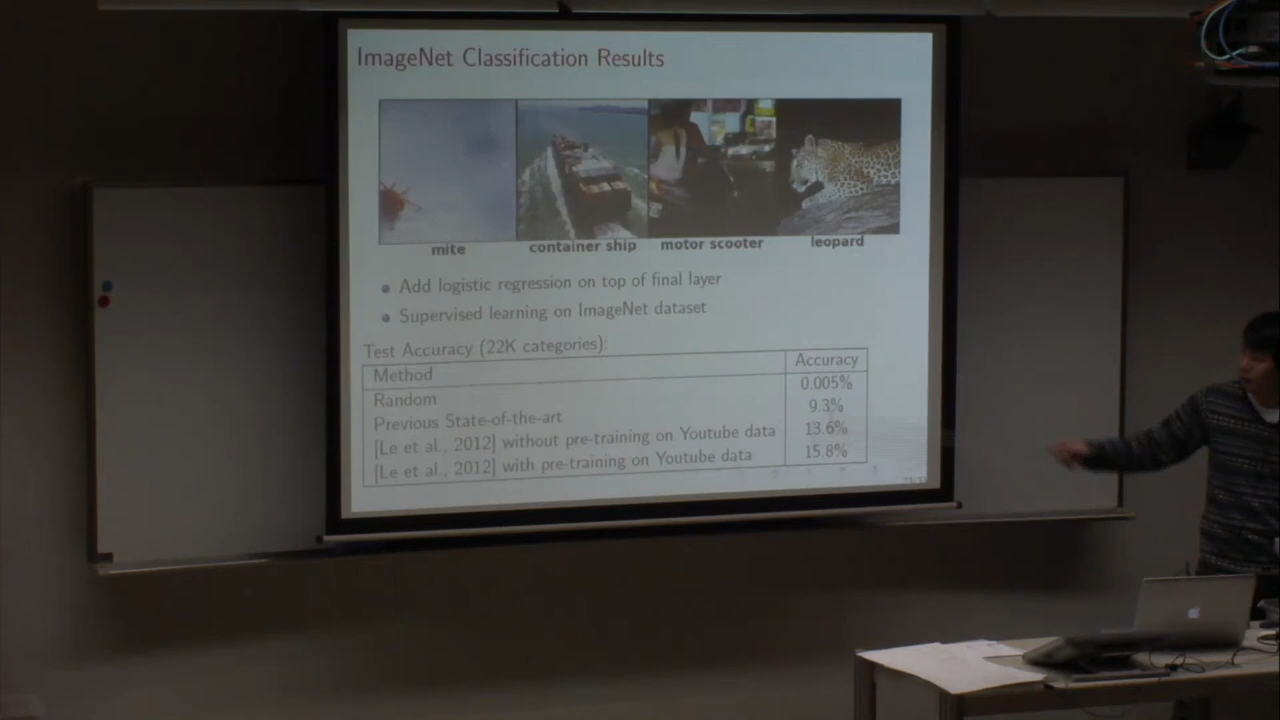 ImageNet Classification Results
mite container ship motor scooter leopard
Add logistic regression on top of final layer
Supervised learning on ImageNet dataset
Test Accuracy (22K categories):
Method Accuracy
Random 0.005%
Previous State-of-the-art 9.3%
[Le et al., 2012] without pre-training on Youtube data 13.6%
[Le et al., 2012] with pre-training on Youtube data 15.8%